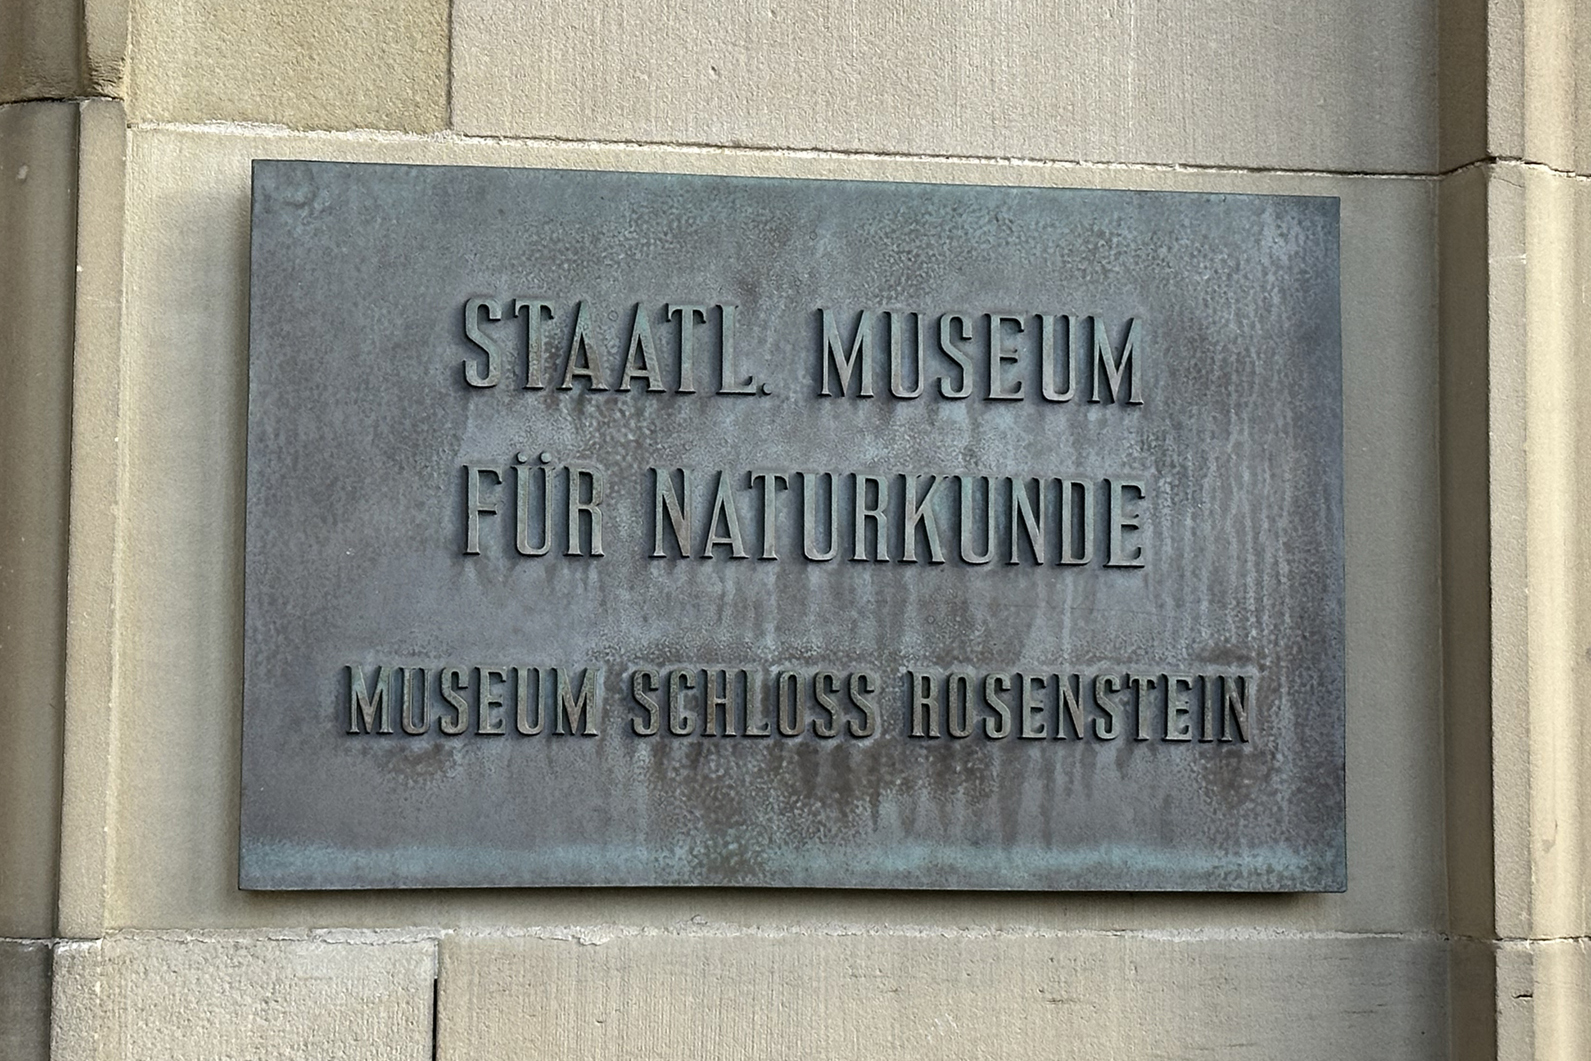 STAATL. MUSEUM
FÜR NATURKUNDE
MUSEUM SCHLOSS ROSENSTEIN